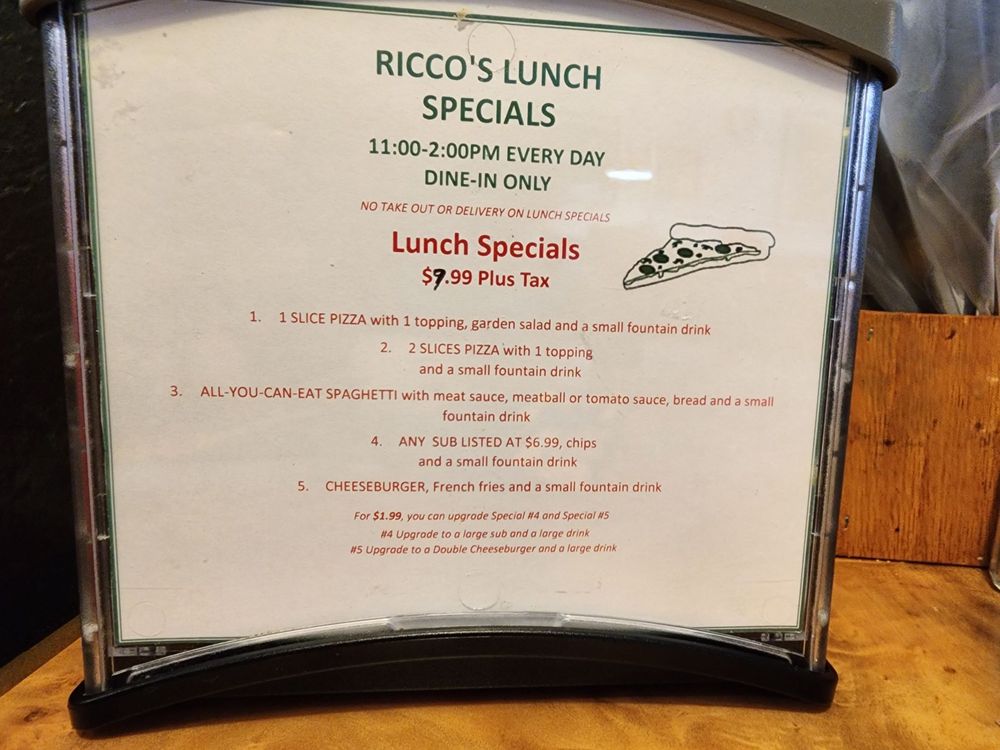 RICCO'S LUNCH
SPECIALS
11:00-2:00PM EVERY DAY
DINE-IN ONLY
NO TAKE OUT OR DELIVERY ON LUNCH SPECIALS
Lunch Specials
$9.99 Plus Tax
1. 1 SLICE PIZZA with 1 topping, garden salad and a small fountain drink
2. 2 SLICES PIZZA with 1 topping
and a small fountain drink
3. ALL-YOU-CAN-EAT SPAGHETTI with meat sauce, meatball or tomato sauce, bread and a small
fountain drink
4. ANY SUB LISTED AT $6.99, chips
and a small fountain drink
5. CHEESEBURGER, French fries and a small fountain drink
For $1.99, you can upgrade Special #4 and Special #5
#4 Upgrade to a large sub and a large drink
#5 Upgrade to a Double Cheeseburger and a large drink